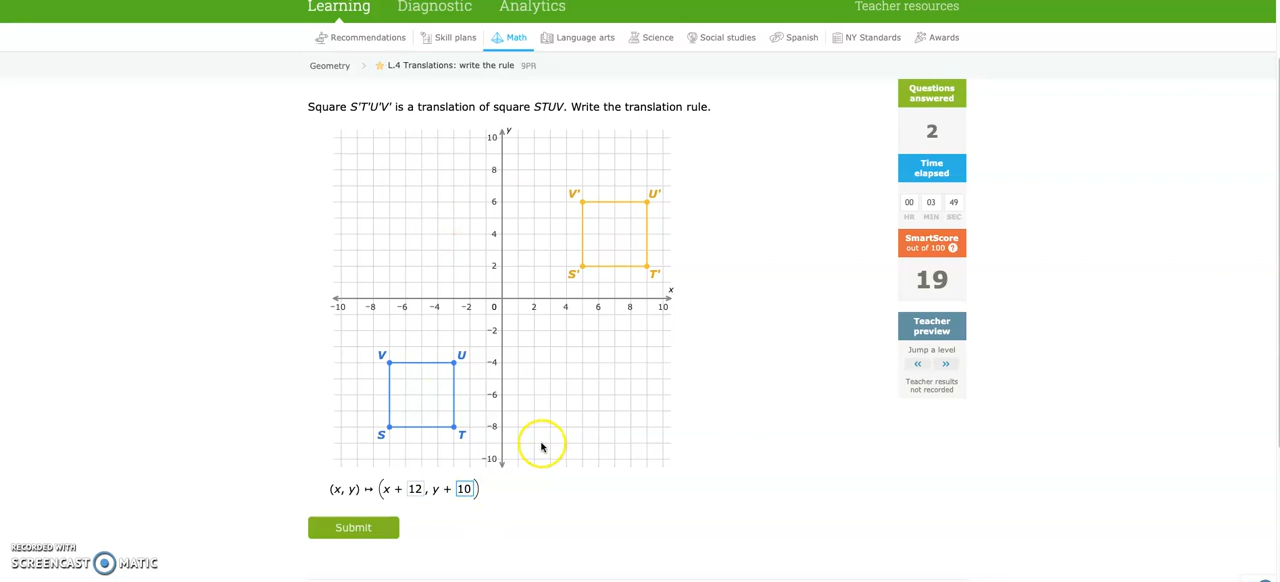 Learning Diagnostic Analytics Teacher resources
Recommendations Skill plans Math Language arts Science Social studies Spanish NY Standards Awards
Geometry > L.4 Translations: write the rule 9PR
Square S'T'U'V' is a translation of square STUV. Write the translation rule.
Questions
answered
2
Time
elapsed
00 03 49
HR MIN SEC
SmartScore
out of 100 ?
19
Teacher
preview
Jump a level
« »
Teacher results
not recorded
y
10
8
V' U'
6
4
2
S' T'
x
-10 -8 -6 -4 -2 0 2 4 6 8 10
-2
V U
-4
-6
-8
S T
-10
(x, y) ↦ (x + 12, y + 10)
Submit
RECORDED WITH
SCREENCAST MATIC